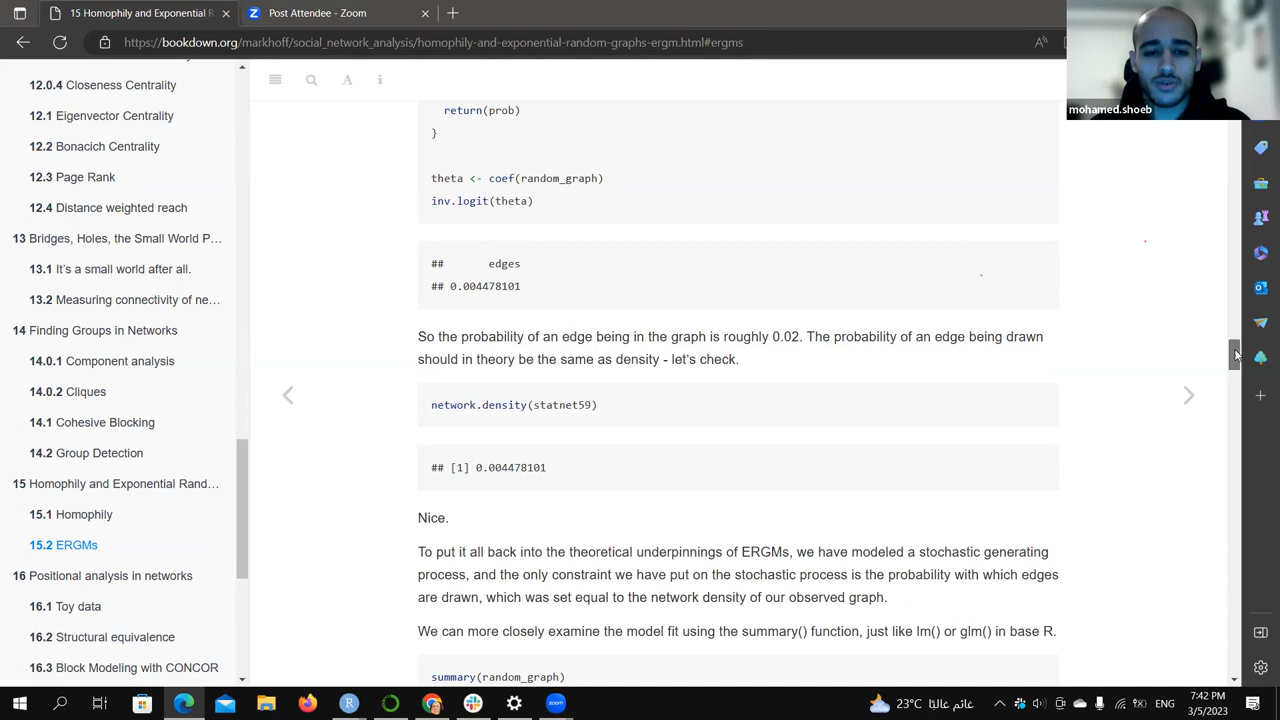 15 Homophily and Exponential R
Post Attendee - Zoom
https://bookdown.org/markhoff/social_network_analysis/homophily-and-exponential-random-graphs-ergm.html#ergms
mohamed.shoeb
12.0.4 Closeness Centrality
12.1 Eigenvector Centrality
12.2 Bonacich Centrality
12.3 Page Rank
12.4 Distance weighted reach
13 Bridges, Holes, the Small World P...
13.1 It's a small world after all.
13.2 Measuring connectivity of ne...
14 Finding Groups in Networks
14.0.1 Component analysis
14.0.2 Cliques
14.1 Cohesive Blocking
14.2 Group Detection
15 Homophily and Exponential Rand...
15.1 Homophily
15.2 ERGMs
16 Positional analysis in networks
16.1 Toy data
16.2 Structural equivalence
16.3 Block Modeling with CONCOR
return(prob)
}
theta <- coef(random_graph)
inv.logit(theta)
## edges
## 0.004478101
So the probability of an edge being in the graph is roughly 0.02. The probability of an edge being drawn
should in theory be the same as density - let's check.
network.density(statnet59)
## [1] 0.004478101
Nice.
To put it all back into the theoretical underpinnings of ERGMs, we have modeled a stochastic generating
process, and the only constraint we have put on the stochastic process is the probability with which edges
are drawn, which was set equal to the network density of our observed graph.
We can more closely examine the model fit using the summary() function, just like lm() or glm() in base R.
summary(random_graph)
23°C غائم غالبًا
ENG
7:42 PM
3/5/2023